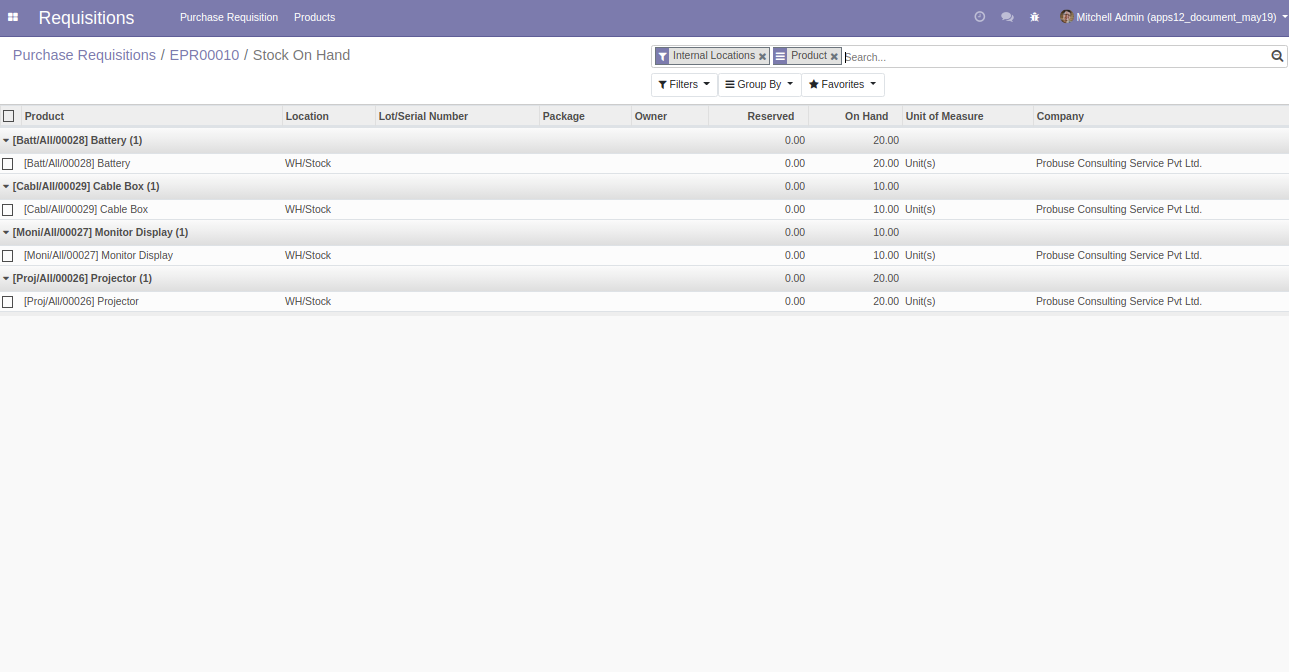 Requisitions Purchase Requisition Products Mitchell Admin (apps12_document_may19)
Purchase Requisitions / EPR00010 / Stock On Hand Internal Locations Product Search...
Filters Group By Favorites
Product Location Lot/Serial Number Package Owner Reserved On Hand Unit of Measure Company
[Batt/All/00028] Battery (1) 0.00 20.00
[Batt/All/00028] Battery WH/Stock 0.00 20.00 Unit(s) Probuse Consulting Service Pvt Ltd.
[Cabl/All/00029] Cable Box (1) 0.00 10.00
[Cabl/All/00029] Cable Box WH/Stock 0.00 10.00 Unit(s) Probuse Consulting Service Pvt Ltd.
[Moni/All/00027] Monitor Display (1) 0.00 10.00
[Moni/All/00027] Monitor Display WH/Stock 0.00 10.00 Unit(s) Probuse Consulting Service Pvt Ltd.
[Proj/All/00026] Projector (1) 0.00 20.00
[Proj/All/00026] Projector WH/Stock 0.00 20.00 Unit(s) Probuse Consulting Service Pvt Ltd.